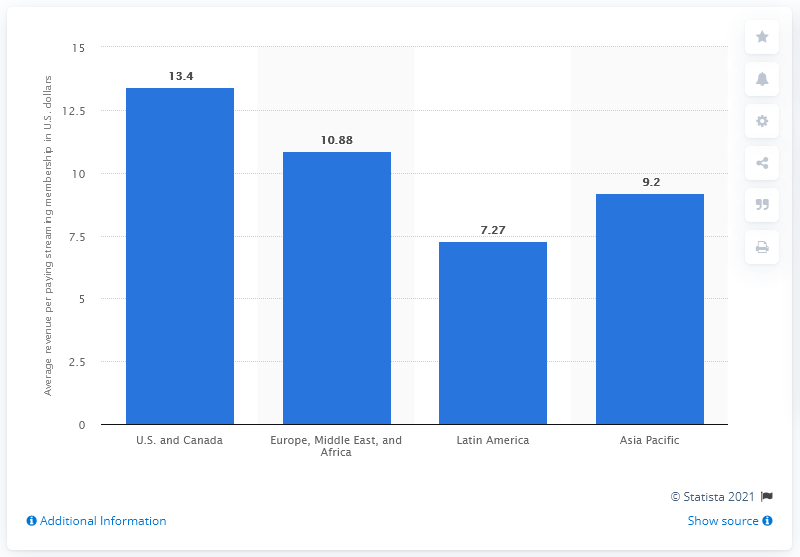 Average revenue per paying streaming membership in U.S. dollars
15
12.5
10
7.5
5
2.5
0
13.4
10.88
7.27
9.2
U.S. and Canada
Europe, Middle East, and
Africa
Latin America
Asia Pacific
© Statista 2021
Additional Information
Show source